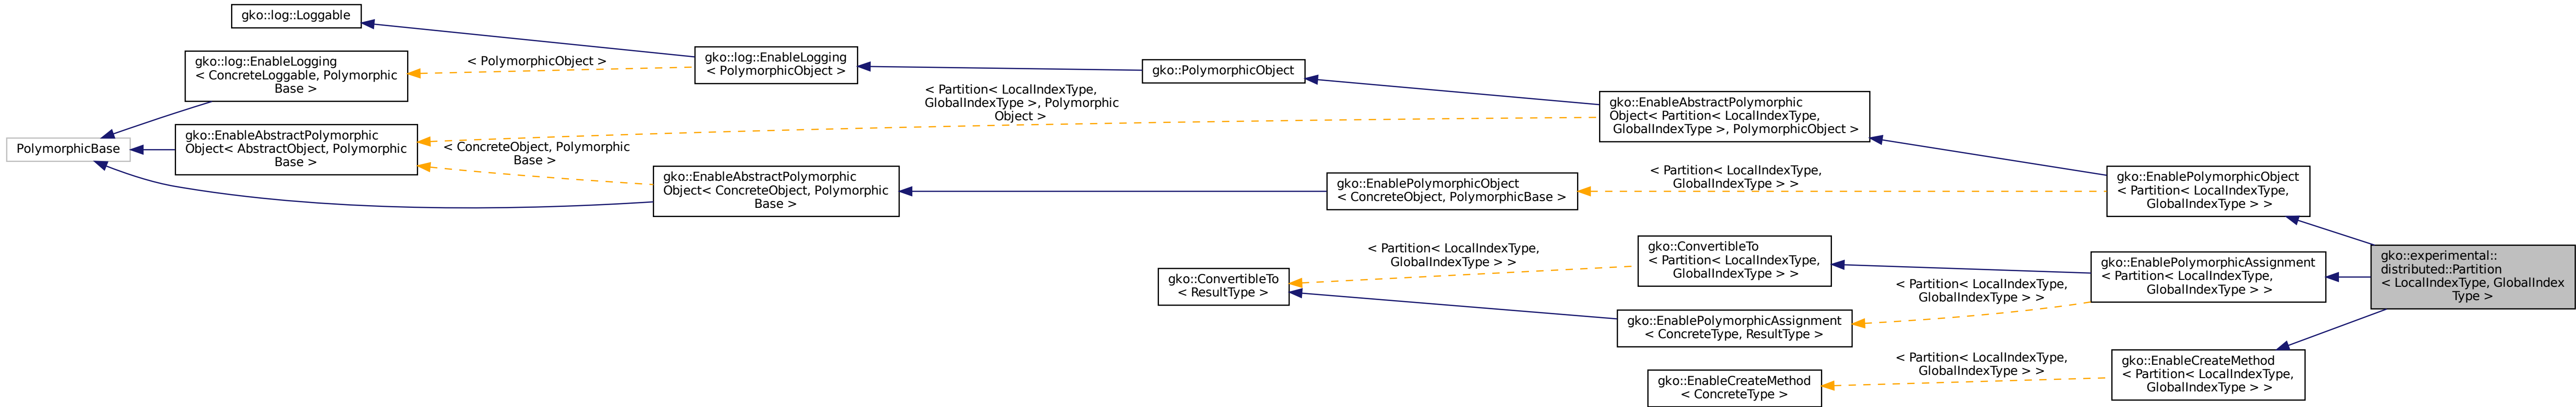 gko::log::Loggable
gko::log::EnableLogging
< ConcreteLoggable, Polymorphic
Base >
< PolymorphicObject >
gko::log::EnableLogging
< PolymorphicObject >
gko::PolymorphicObject
< Partition< LocalIndexType,
GlobalIndexType >, Polymorphic
Object >
gko::EnableAbstractPolymorphic
Object< Partition< LocalIndexType,
GlobalIndexType >, PolymorphicObject >
PolymorphicBase
gko::EnableAbstractPolymorphic
Object< AbstractObject, Polymorphic
Base >
< ConcreteObject, Polymorphic
Base >
gko::EnableAbstractPolymorphic
Object< ConcreteObject, Polymorphic
Base >
gko::EnablePolymorphicObject
< ConcreteObject, PolymorphicBase >
< Partition< LocalIndexType,
GlobalIndexType > >
gko::EnablePolymorphicObject
< Partition< LocalIndexType,
GlobalIndexType > >
gko::ConvertibleTo
< ResultType >
< Partition< LocalIndexType,
GlobalIndexType > >
gko::ConvertibleTo
< Partition< LocalIndexType,
GlobalIndexType > >
gko::EnablePolymorphicAssignment
< ConcreteType, ResultType >
< Partition< LocalIndexType,
GlobalIndexType > >
gko::EnablePolymorphicAssignment
< Partition< LocalIndexType,
GlobalIndexType > >
gko::experimental::
distributed::Partition
< LocalIndexType, GlobalIndex
Type >
gko::EnableCreateMethod
< ConcreteType >
< Partition< LocalIndexType,
GlobalIndexType > >
gko::EnableCreateMethod
< Partition< LocalIndexType,
GlobalIndexType > >